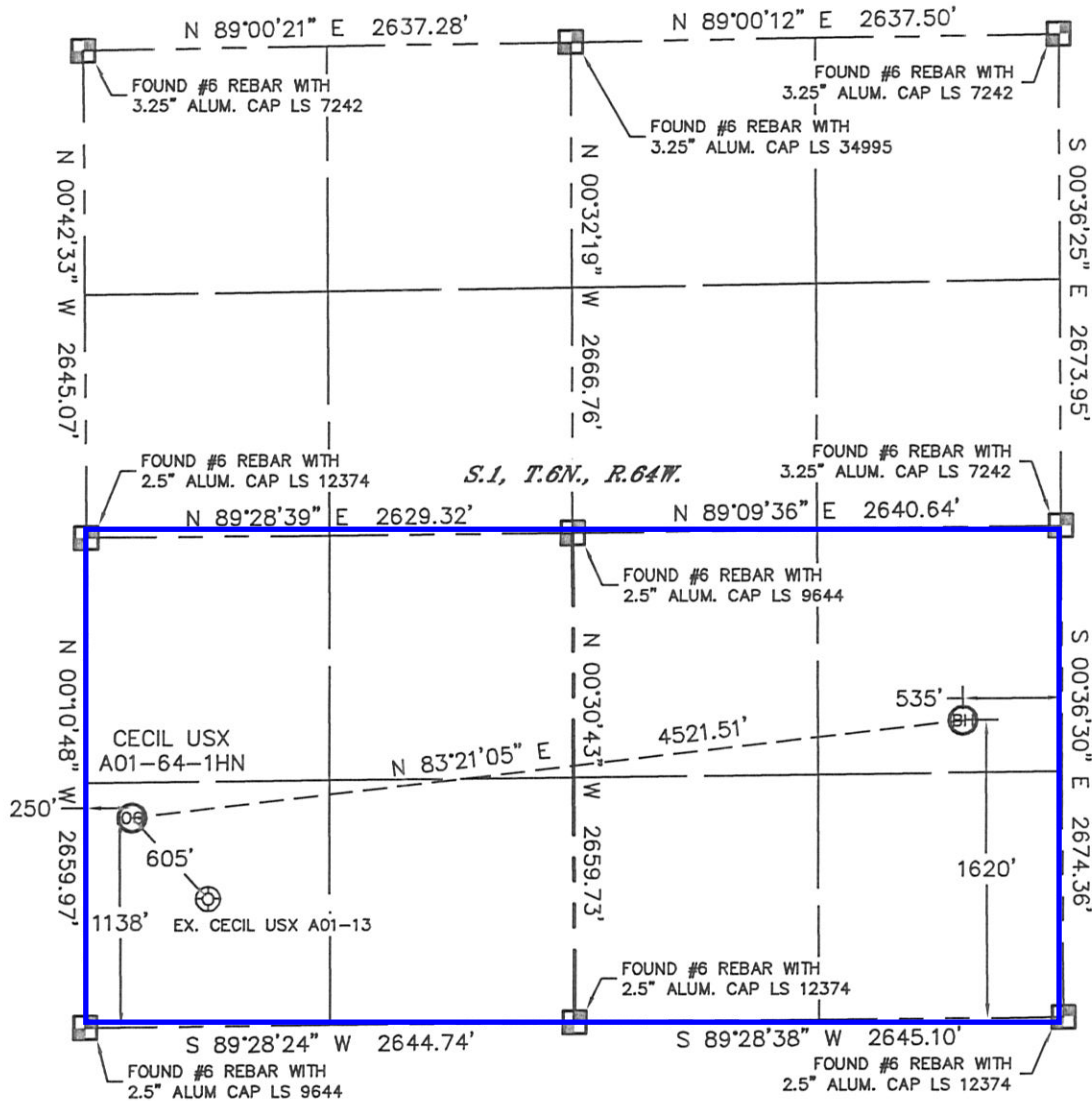 N 89°00'21" E 2637.28'
N 89°00'12" E 2637.50'
FOUND #6 REBAR WITH
3.25" ALUM. CAP LS 7242
FOUND #6 REBAR WITH
3.25" ALUM. CAP LS 34995
FOUND #6 REBAR WITH
3.25" ALUM. CAP LS 7242
N 00°42'33" W 2645.07'
N 00°32'19" W 2666.76'
S 00°36'25" E 2673.95'
FOUND #6 REBAR WITH
2.5" ALUM. CAP LS 12374
S.1, T.6N., R.64W.
FOUND #6 REBAR WITH
3.25" ALUM. CAP LS 7242
N 89°28'39" E 2629.32'
N 89°09'36" E 2640.64'
FOUND #6 REBAR WITH
2.5" ALUM. CAP LS 9644
N 00°10'48" W 2659.97'
N 00°30'43" W 2659.73'
S 00°36'30" E 2674.36'
CECIL USX
A01-64-1HN
N 83°21'05" E 4521.51'
535'
BH
250'
OG
605'
1138'
EX. CECIL USX A01-13
1620'
FOUND #6 REBAR WITH
2.5" ALUM. CAP LS 12374
S 89°28'24" W 2644.74'
S 89°28'38" W 2645.10'
FOUND #6 REBAR WITH
2.5" ALUM CAP LS 9644
FOUND #6 REBAR WITH
2.5" ALUM. CAP LS 12374